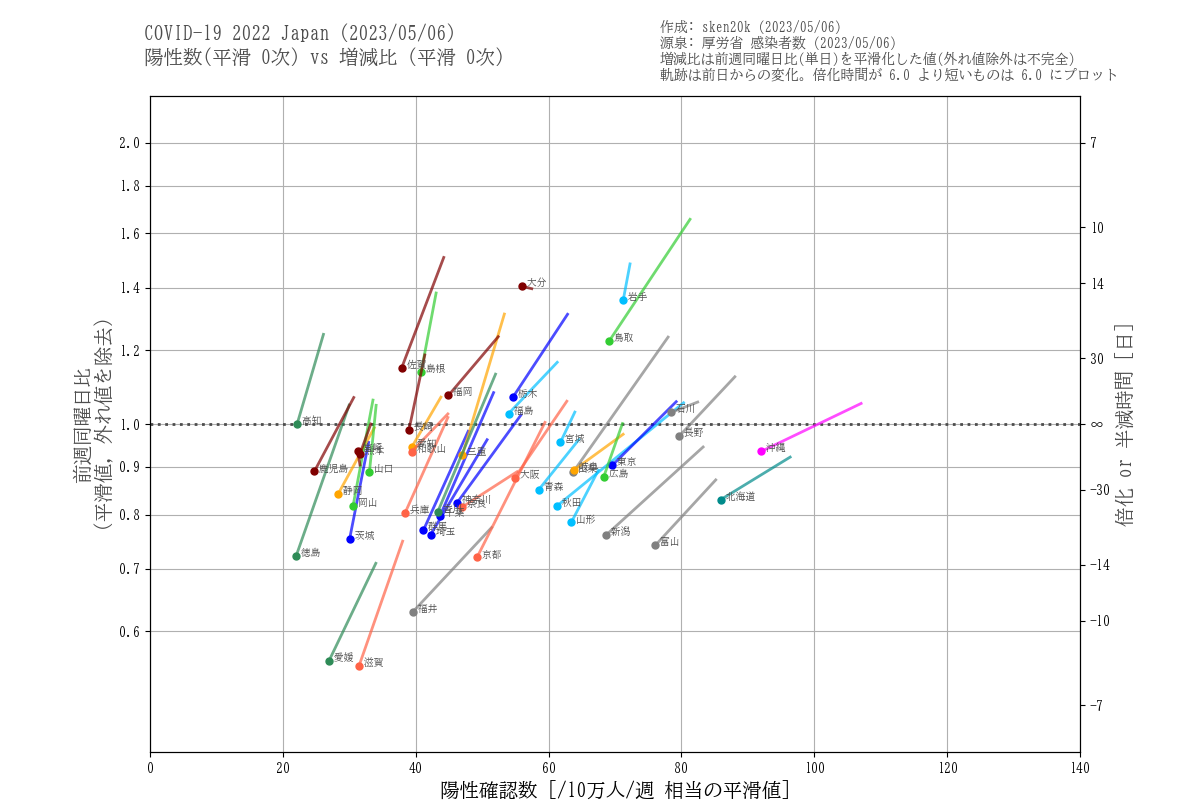 COVID-19 2022 Japan (2023/05/06)
陽性数(平滑 0次) vs 増減比 (平滑 0次)
作成: sken20k (2023/05/06)
源泉: 厚労省 感染者数 (2023/05/06)
増減比は前週同曜日比(単日)を平滑化した値(外れ値除外は不完全)
軌跡は前日からの変化。倍化時間が 6.0 より短いものは 6.0 にプロット
前週同曜日比
(平滑値, 外れ値を除去)
2.0
1.8
1.6
1.4
1.2
1.0
0.9
0.8
0.7
0.6
7
10
14
30
∞
-30
-14
-10
-7
倍化 or 半減時間 [日]
大分
岩手
鳥取
佐賀
島根
福岡
栃木
福島
石川
高知
長崎
長野
宮城
愛知
和歌山
沖縄
三重
東京
鹿児島
山口
大阪
広島
静岡
青森
北海道
岡山
神奈川
奈良
秋田
兵庫
千葉
山形
群馬
埼玉
茨城
新潟
富山
徳島
京都
福井
愛媛
滋賀
0
20
40
60
80
100
120
140
陽性確認数 [/10万人/週 相当の平滑値]